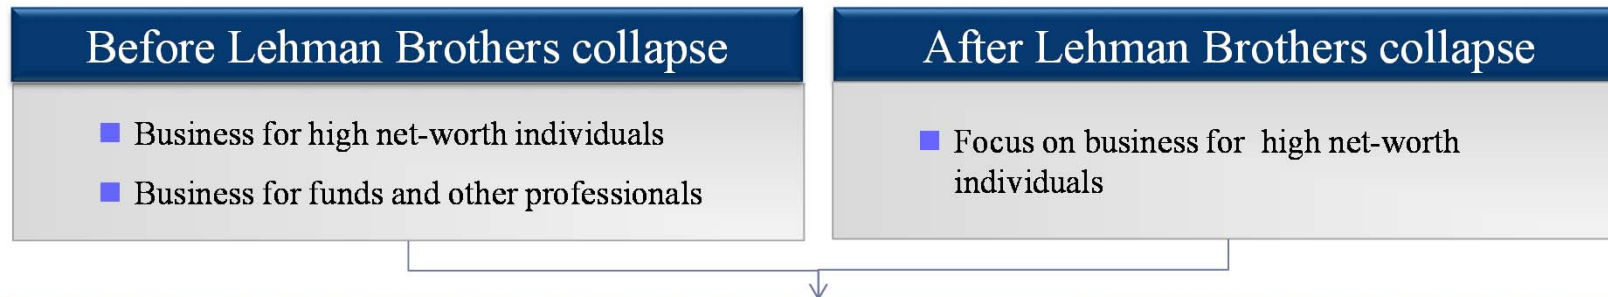 Before Lehman Brothers collapse
Business for high net-worth individuals
Business for funds and other professionals
After Lehman Brothers collapse
Focus on business for high net-worth
individuals